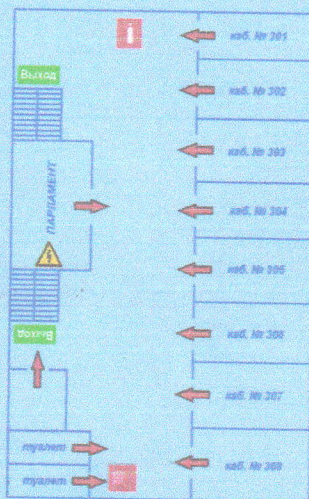 i
каб. № 301
Выход
каб. № 302
каб. № 303
ПАРЛАМЕНТ
каб. № 304
каб. № 305
Выход
каб. № 306
каб. № 307
туалет
каб. № 308
туалет